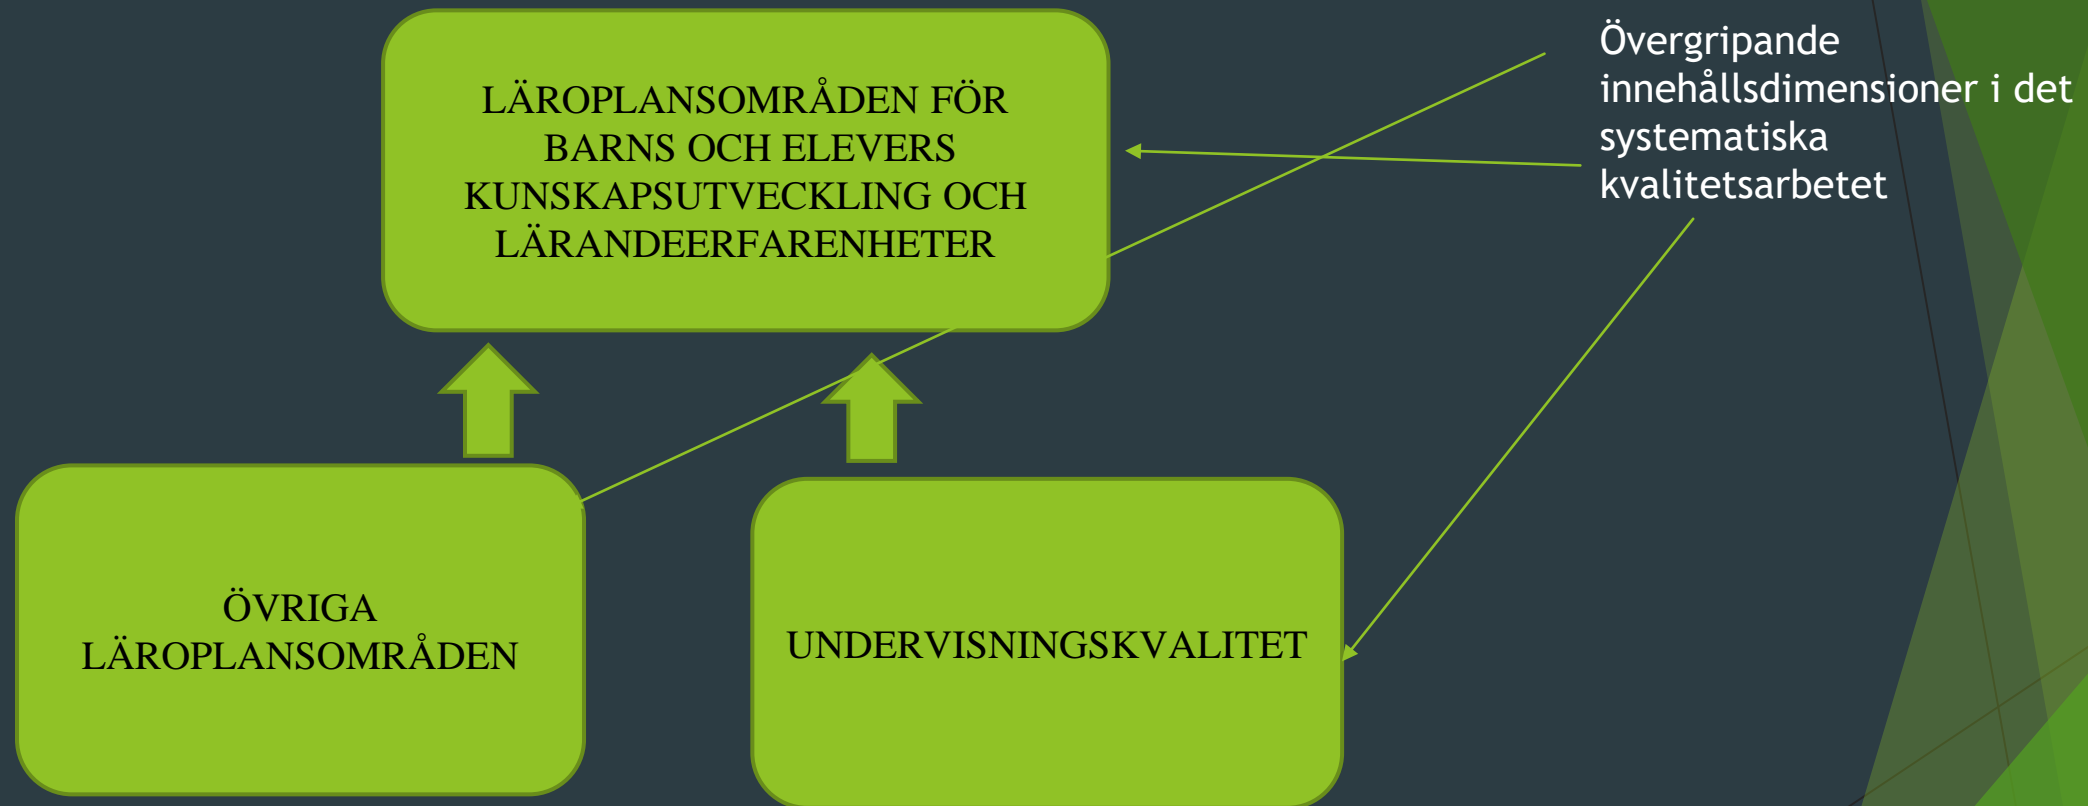 LÄROPLANSOMRÅDEN FÖR
BARNS OCH ELEVERS
KUNSKAPSUTVECKLING OCH
LÄRANDEERFARENHETER
Övergripande
innehållsdimensioner i det
systematiska
kvalitetsarbetet
ÖVRIGA
LÄROPLANSOMRÅDEN
UNDERVISNINGSKVALITET